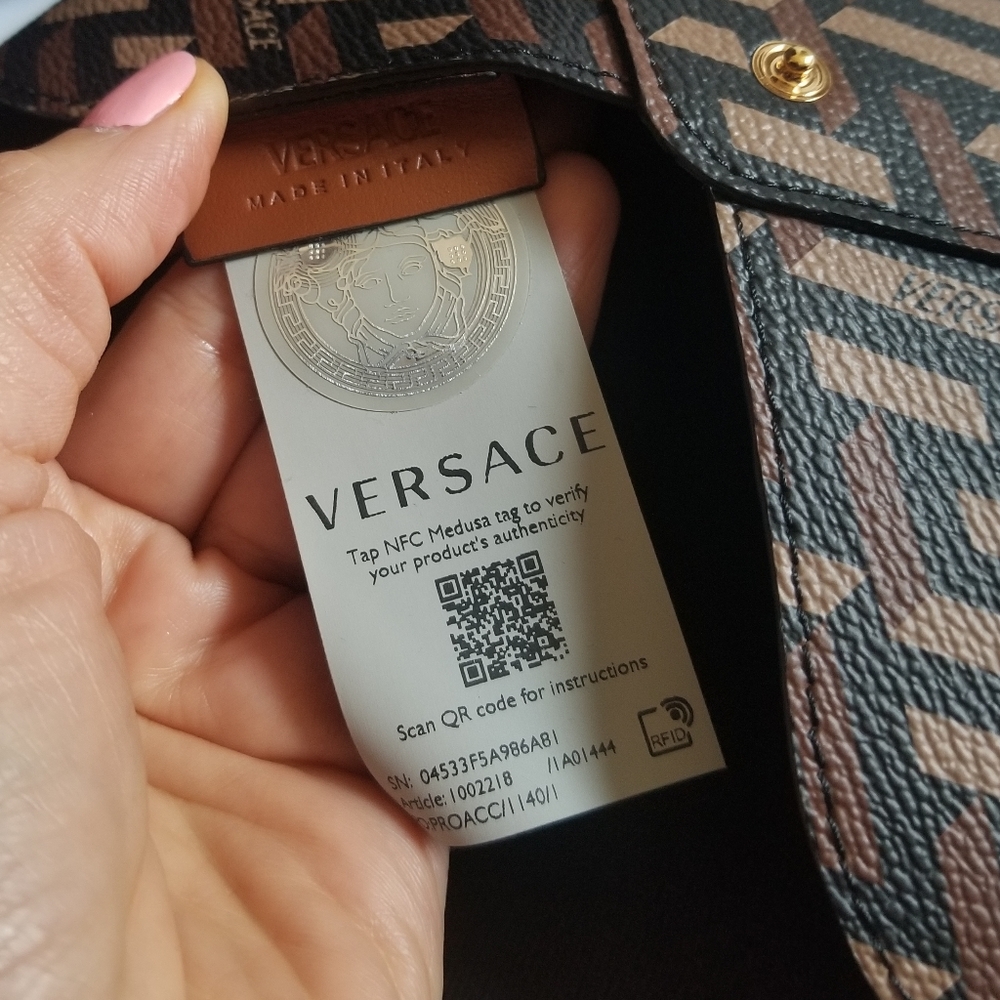 VERSACE
VERSACE
MADE IN ITALY
VERSACE
Tap NFC Medusa tag to verify
your product's authenticity
Scan QR code for instructions
SN: 04533F5A986A81
Article: 1002218 /1A01444
PROACC/1140/1
RFID